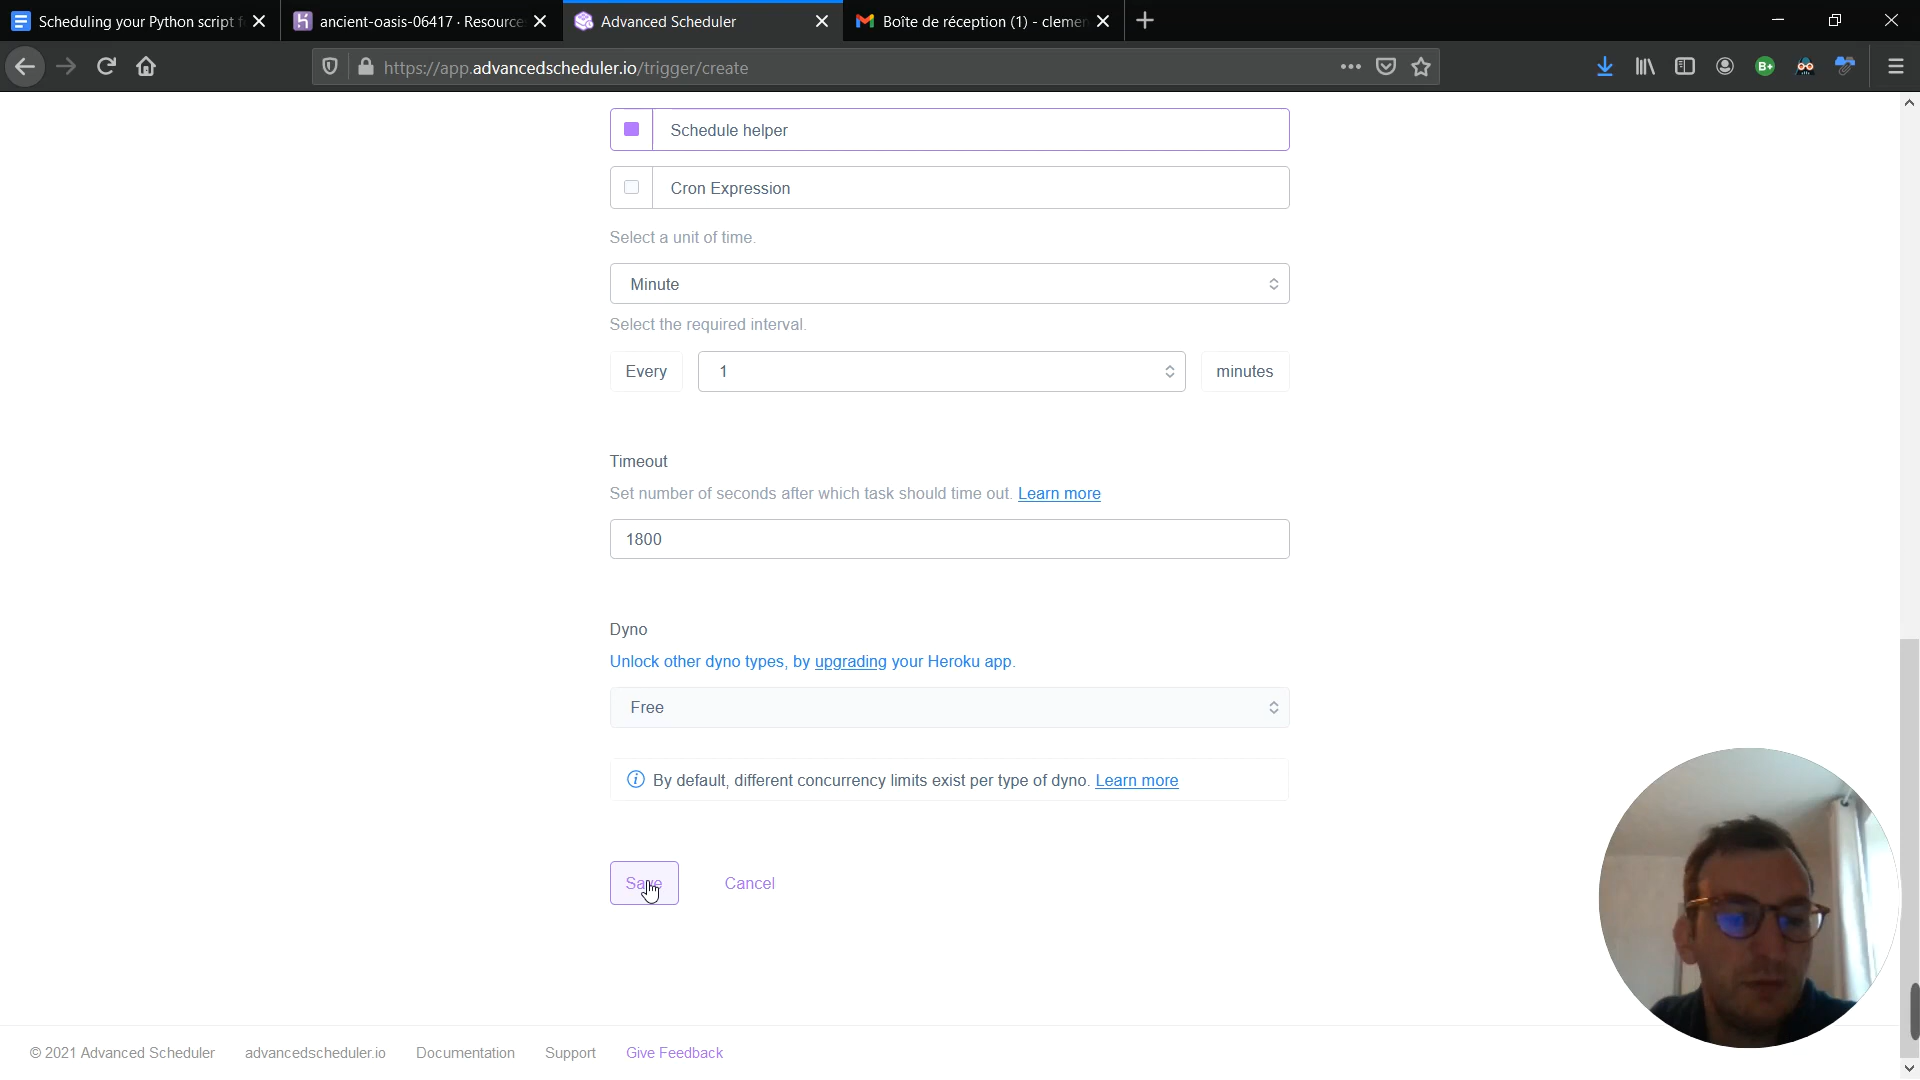 Scheduling your Python script f
ancient-oasis-06417 · Resource
Advanced Scheduler
Boîte de réception (1) - clemen
https://app.advancedscheduler.io/trigger/create
Schedule helper
Cron Expression
Select a unit of time.
Minute
Select the required interval.
Every
1
minutes
Timeout
Set number of seconds after which task should time out. Learn more
1800
Dyno
Unlock other dyno types, by upgrading your Heroku app.
Free
By default, different concurrency limits exist per type of dyno. Learn more
Save
Cancel
© 2021 Advanced Scheduler
advancedscheduler.io
Documentation
Support
Give Feedback